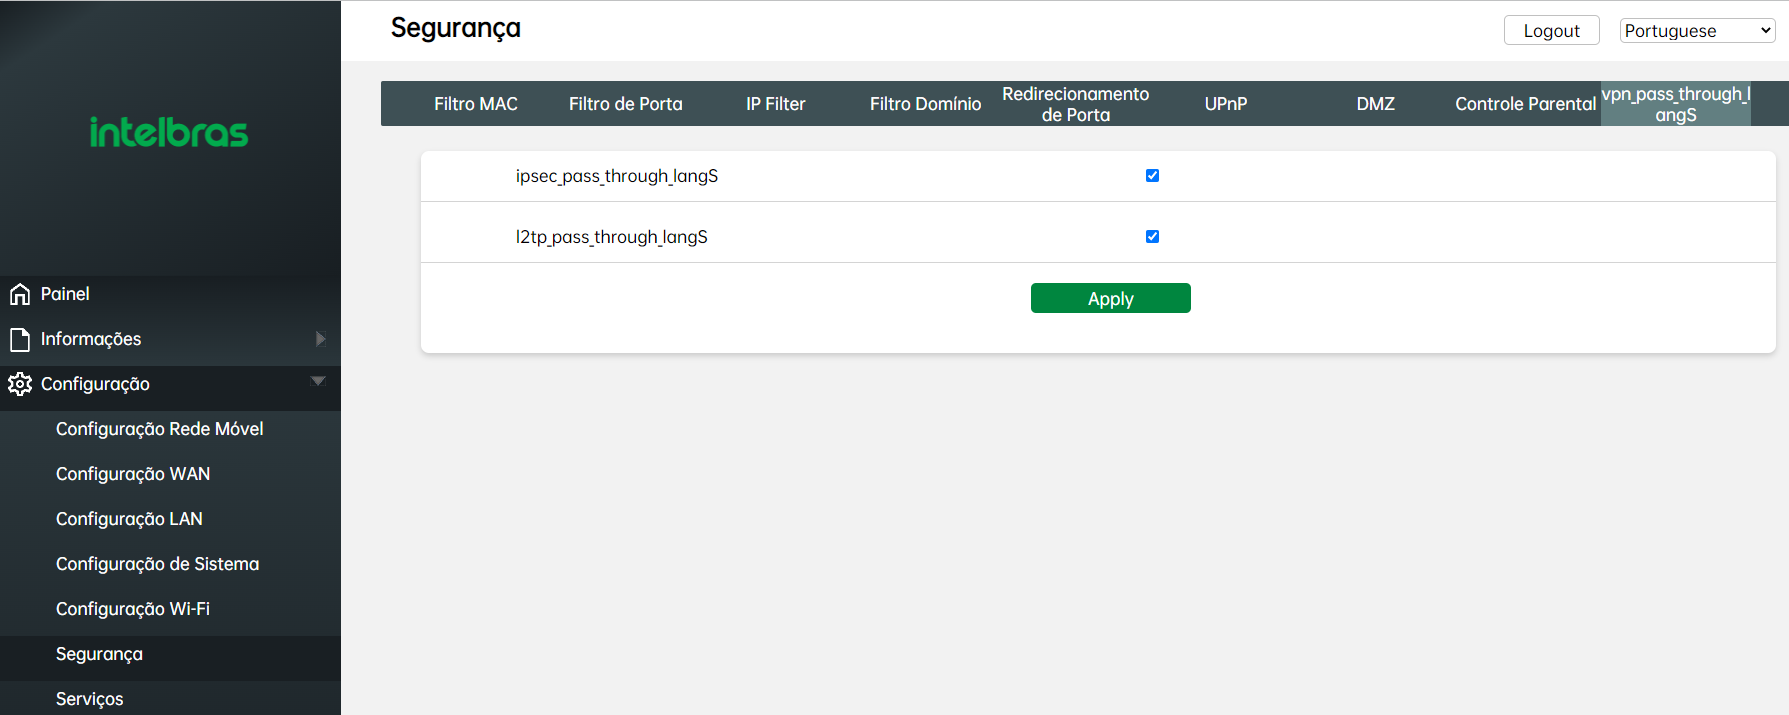 Segurança
Logout
Portuguese
intelbras
Filtro MAC
Filtro de Porta
IP Filter
Filtro Domínio
Redirecionamento
de Porta
UPnP
DMZ
Controle Parental
vpn_pass_through_l
angS
ipsec_pass_through_langS
l2tp_pass_through_langS
Apply
Painel
Informações
Configuração
Configuração Rede Móvel
Configuração WAN
Configuração LAN
Configuração de Sistema
Configuração Wi-Fi
Segurança
Serviços